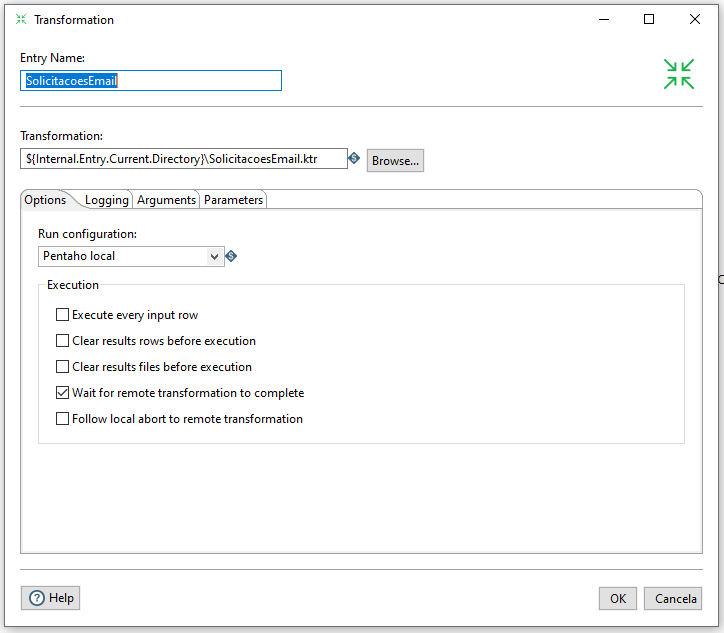 Transformation
Entry Name:
SolicitacoesEmail
Transformation:
${Internal.Entry.Current.Directory}\SolicitacoesEmail.ktr
Browse...
Options Logging Arguments Parameters
Run configuration:
Pentaho local
Execution
Execute every input row
Clear results rows before execution
Clear results files before execution
Wait for remote transformation to complete
Follow local abort to remote transformation
Help
OK
Cancela